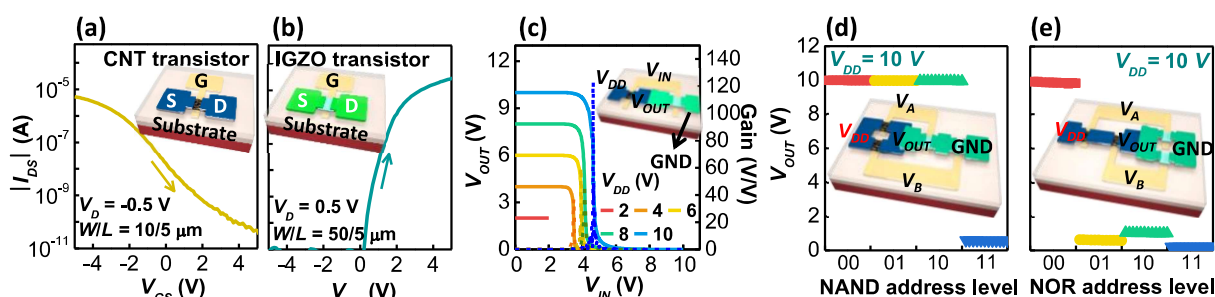 (a)
CNT transistor
G
S
D
Substrate
10⁻⁵
10⁻⁷
10⁻⁹
10⁻¹¹
|I_DS| (A)
V_D = -0.5 V
W/L = 10/5 μm
-4 -2 0 2 4
V_GS (V)
(b)
IGZO transistor
G
S
D
Substrate
V_D = 0.5 V
W/L = 50/5 μm
-4 -2 0 2 4
V (V)
(c)
12
10
8
6
4
2
0
V_OUT (V)
V_DD
V_IN
V_OUT
GND
V_DD (V)
2 4 6
8 10
0 2 4 6 8 10
V_IN (V)
140
120
100
80
60
40
20
0
Gain (V/V)
(d)
V_DD = 10 V
12
10
8
6
4
2
0
V_OUT (V)
V_A
V_DD
V_OUT
GND
V_B
00 01 10 11
NAND address level
(e)
V_DD = 10 V
V_A
V_DD
V_OUT
GND
V_B
00 01 10 11
NOR address level